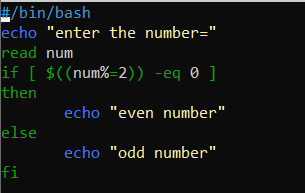 #/bin/bash
echo "enter the number="
read num
if [ $((num%=2)) -eq 0 ]
then
        echo "even number"
else
        echo "odd number"
fi